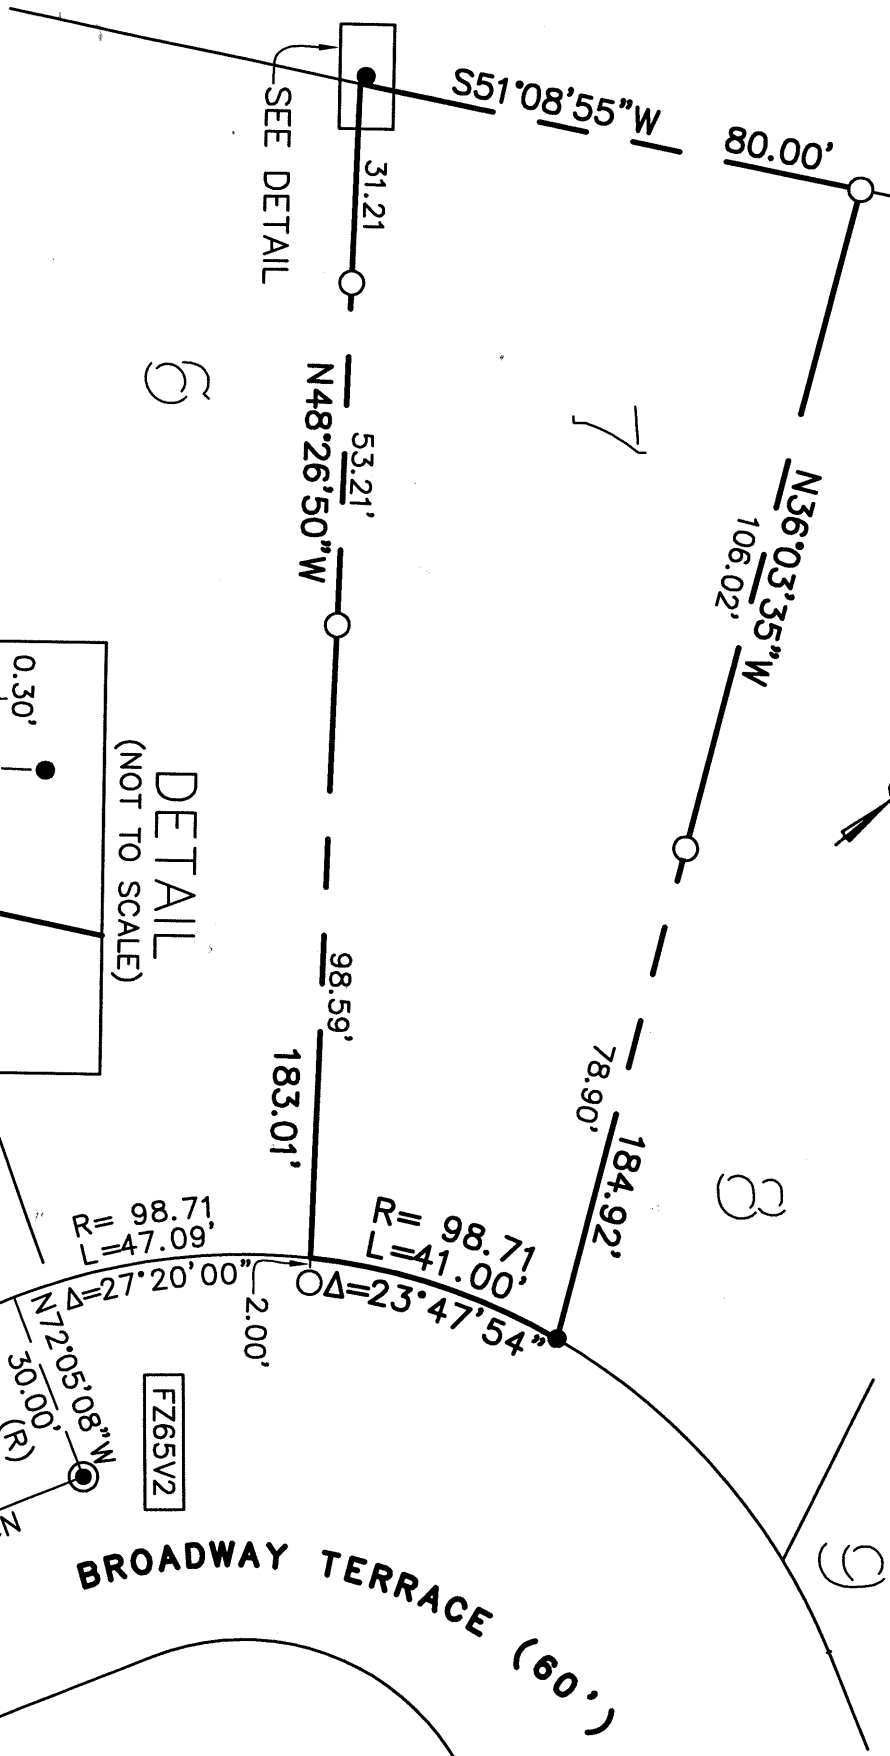 S51°08'55"W
80.00'
SEE DETAIL
31.21
6
7
N48°26'50"W
53.21'
N36°03'35"W
106.02'
0.30'
DETAIL
(NOT TO SCALE)
98.59'
183.01'
78.90'
184.92'
8
R= 98.71
L=47.09'
Δ=27°20'00"
R= 98.71
L=41.00'
Δ=23°47'54"
2.00'
N72°05'08"W
30.00'
(R)
FZ65V2
N
9
BROADWAY TERRACE (60')